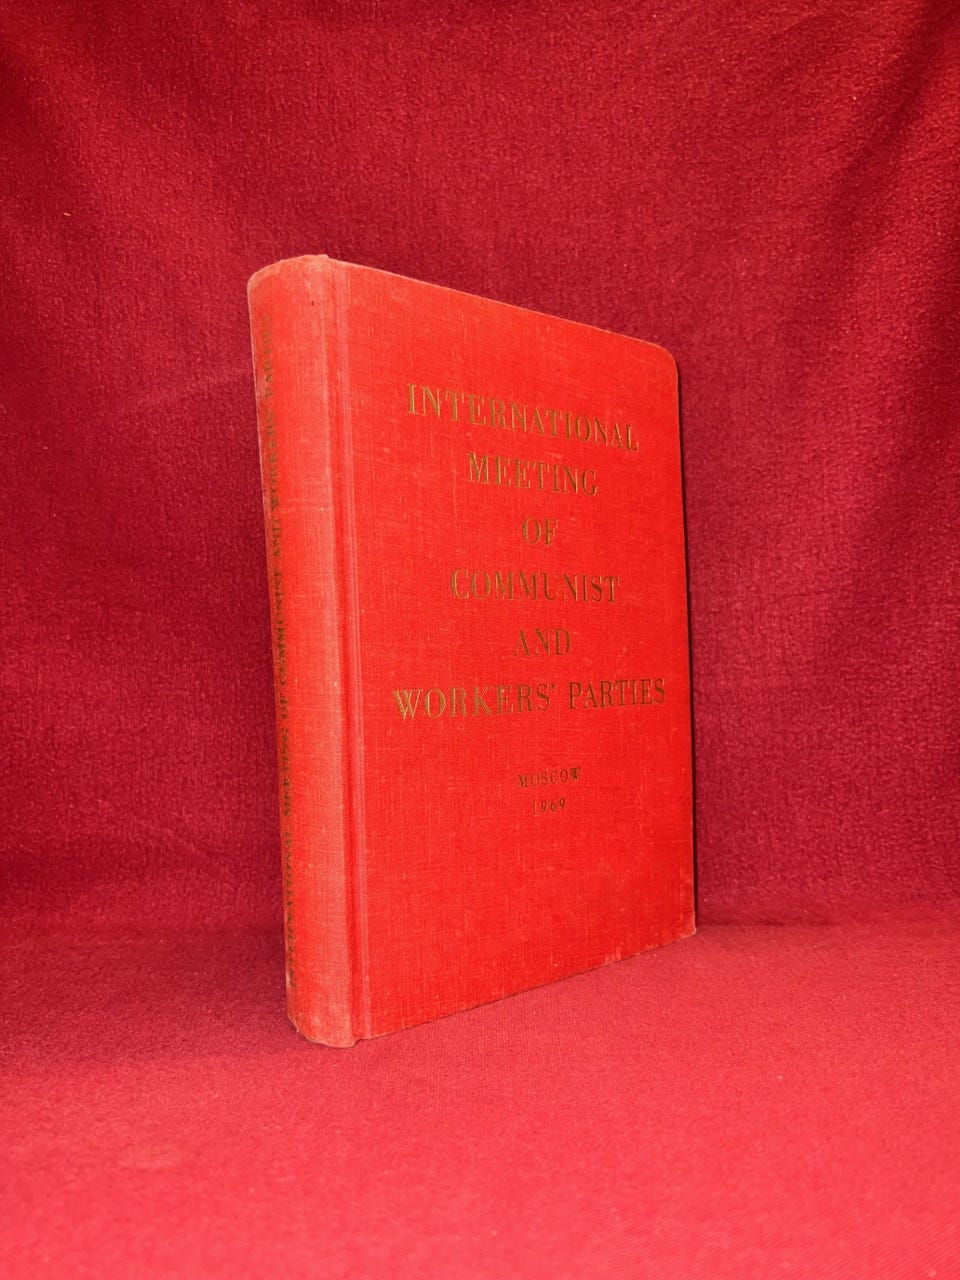 INTERNATIONAL
MEETING
OF
COMMUNIST
AND
WORKERS' PARTIES
MOSCOW
1969
INTERNATIONAL MEETING OF COMMUNIST AND WORKERS' PARTIES